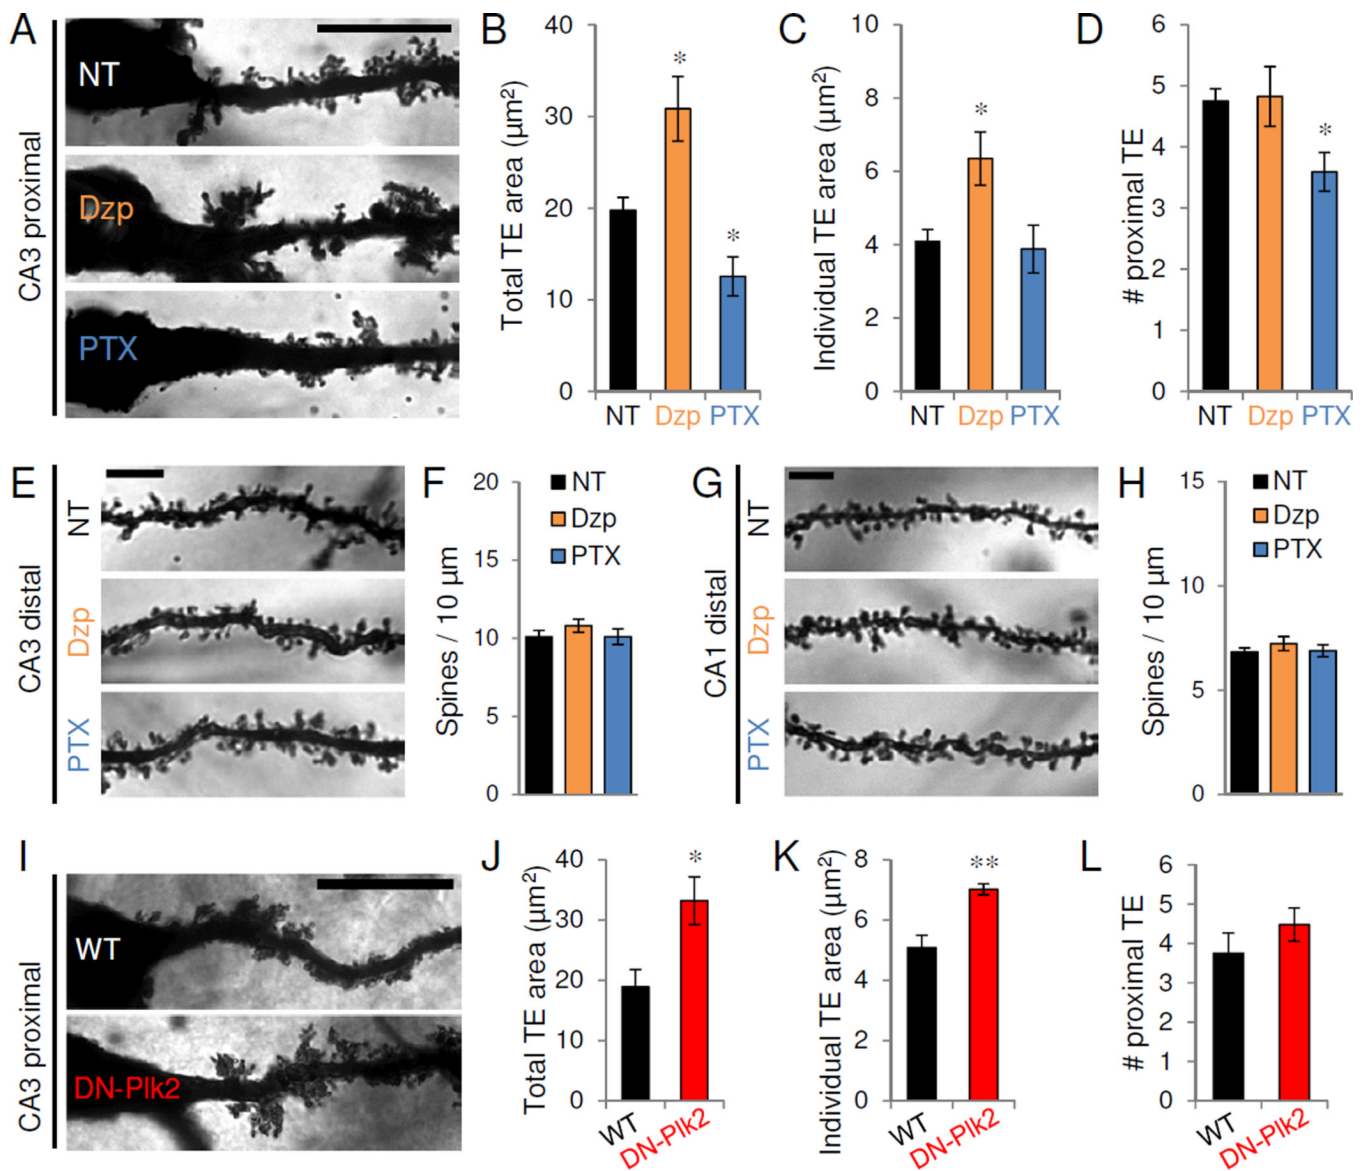 A
CA3 proximal
NT
Dzp
PTX
B
Total TE area (µm²)
40
30
20
10
0
*
*
NT Dzp PTX
C
Individual TE area (µm²)
10
8
6
4
2
0
*
NT Dzp PTX
D
# proximal TE
6
5
4
3
2
1
0
*
NT Dzp PTX
E
CA3 distal
NT
Dzp
PTX
F
Spines / 10 µm
20
15
10
5
0
NT
Dzp
PTX
G
CA1 distal
NT
Dzp
PTX
H
Spines / 10 µm
15
10
5
0
NT
Dzp
PTX
I
CA3 proximal
WT
DN-Plk2
J
Total TE area (µm²)
40
30
20
10
0
*
WT
DN-Plk2
K
Individual TE area (µm²)
8
6
4
2
0
**
WT
DN-Plk2
L
# proximal TE
6
5
4
3
2
1
0
WT
DN-Plk2